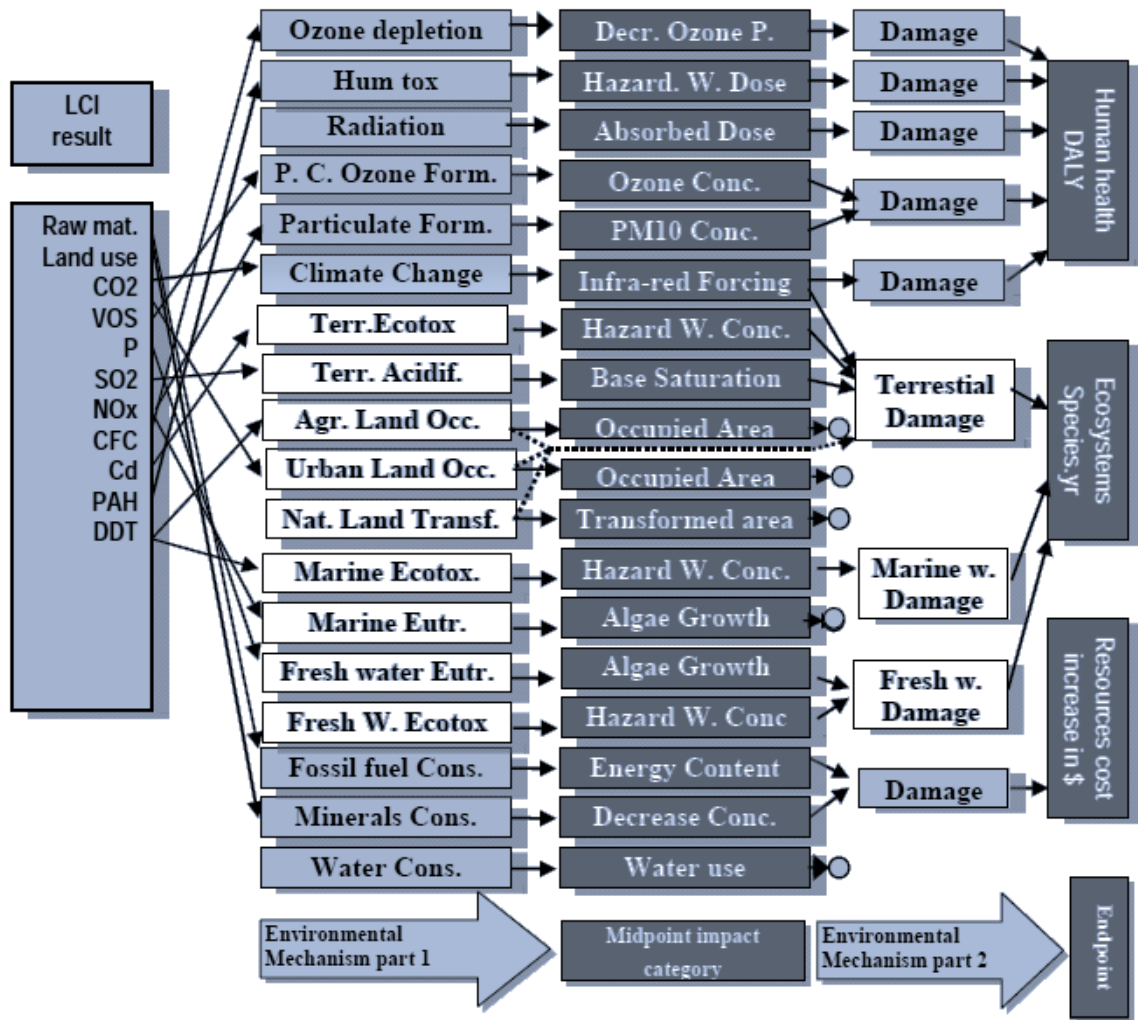 LCI
result
Raw mat.
Land use
CO2
VOS
P
SO2
NOx
CFC
Cd
PAH
DDT
Ozone depletion
Hum tox
Radiation
P. C. Ozone Form.
Particulate Form.
Climate Change
Terr.Ecotox
Terr. Acidif.
Agr. Land Occ.
Urban Land Occ.
Nat. Land Transf.
Marine Ecotox.
Marine Eutr.
Fresh water Eutr.
Fresh W. Ecotox
Fossil fuel Cons.
Minerals Cons.
Water Cons.
Decr. Ozone P.
Hazard. W. Dose
Absorbed Dose
Ozone Conc.
PM10 Conc.
Infra-red Forcing
Hazard W. Conc.
Base Saturation
Occupied Area
Occupied Area
Transformed area
Hazard W. Conc.
Algae Growth
Algae Growth
Hazard W. Conc
Energy Content
Decrease Conc.
Water use
Damage
Damage
Damage
Damage
Damage
Terrestial
Damage
Marine w.
Damage
Fresh w.
Damage
Damage
Human health
DALY
Ecosystems
Species.yr
Resources cost
increase in $
Environmental
Mechanism part 1
Midpoint impact
category
Environmental
Mechanism part 2
Endpoint